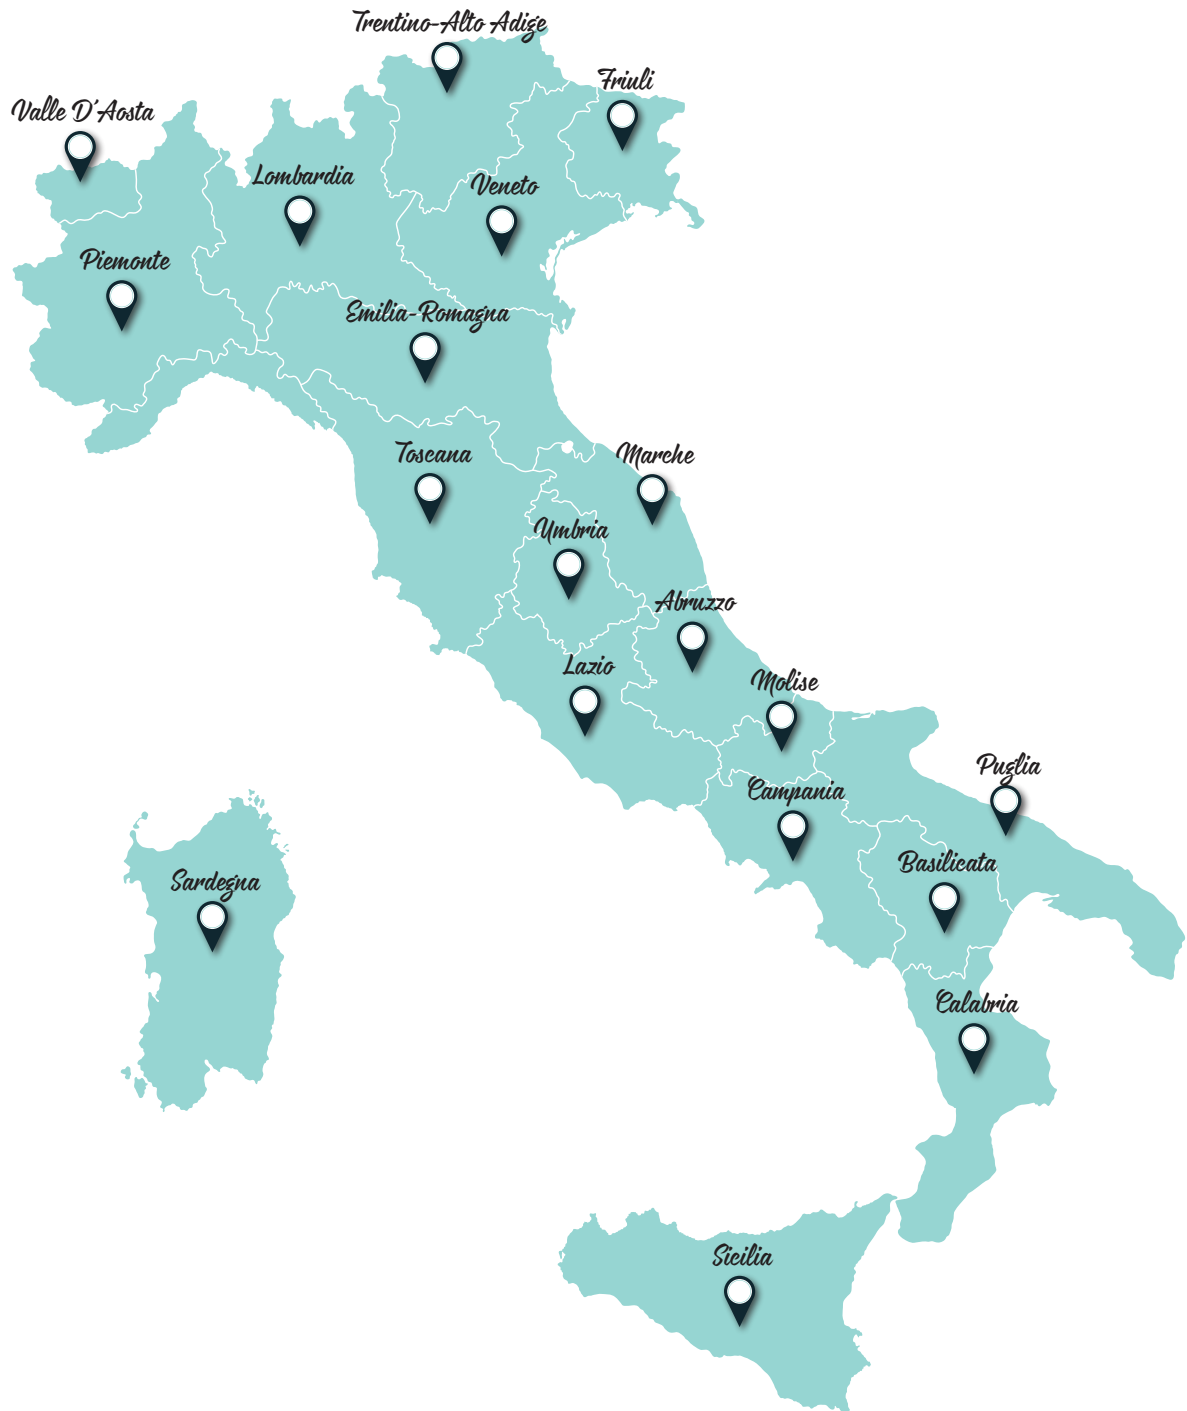 Trentino-Alto Adige
Friuli
Valle D'Aosta
Lombardia
Veneto
Piemonte
Emilia-Romagna
Toscana
Marche
Umbria
Abruzzo
Lazio
Molise
Puglia
Campania
Basilicata
Sardegna
Calabria
Sicilia